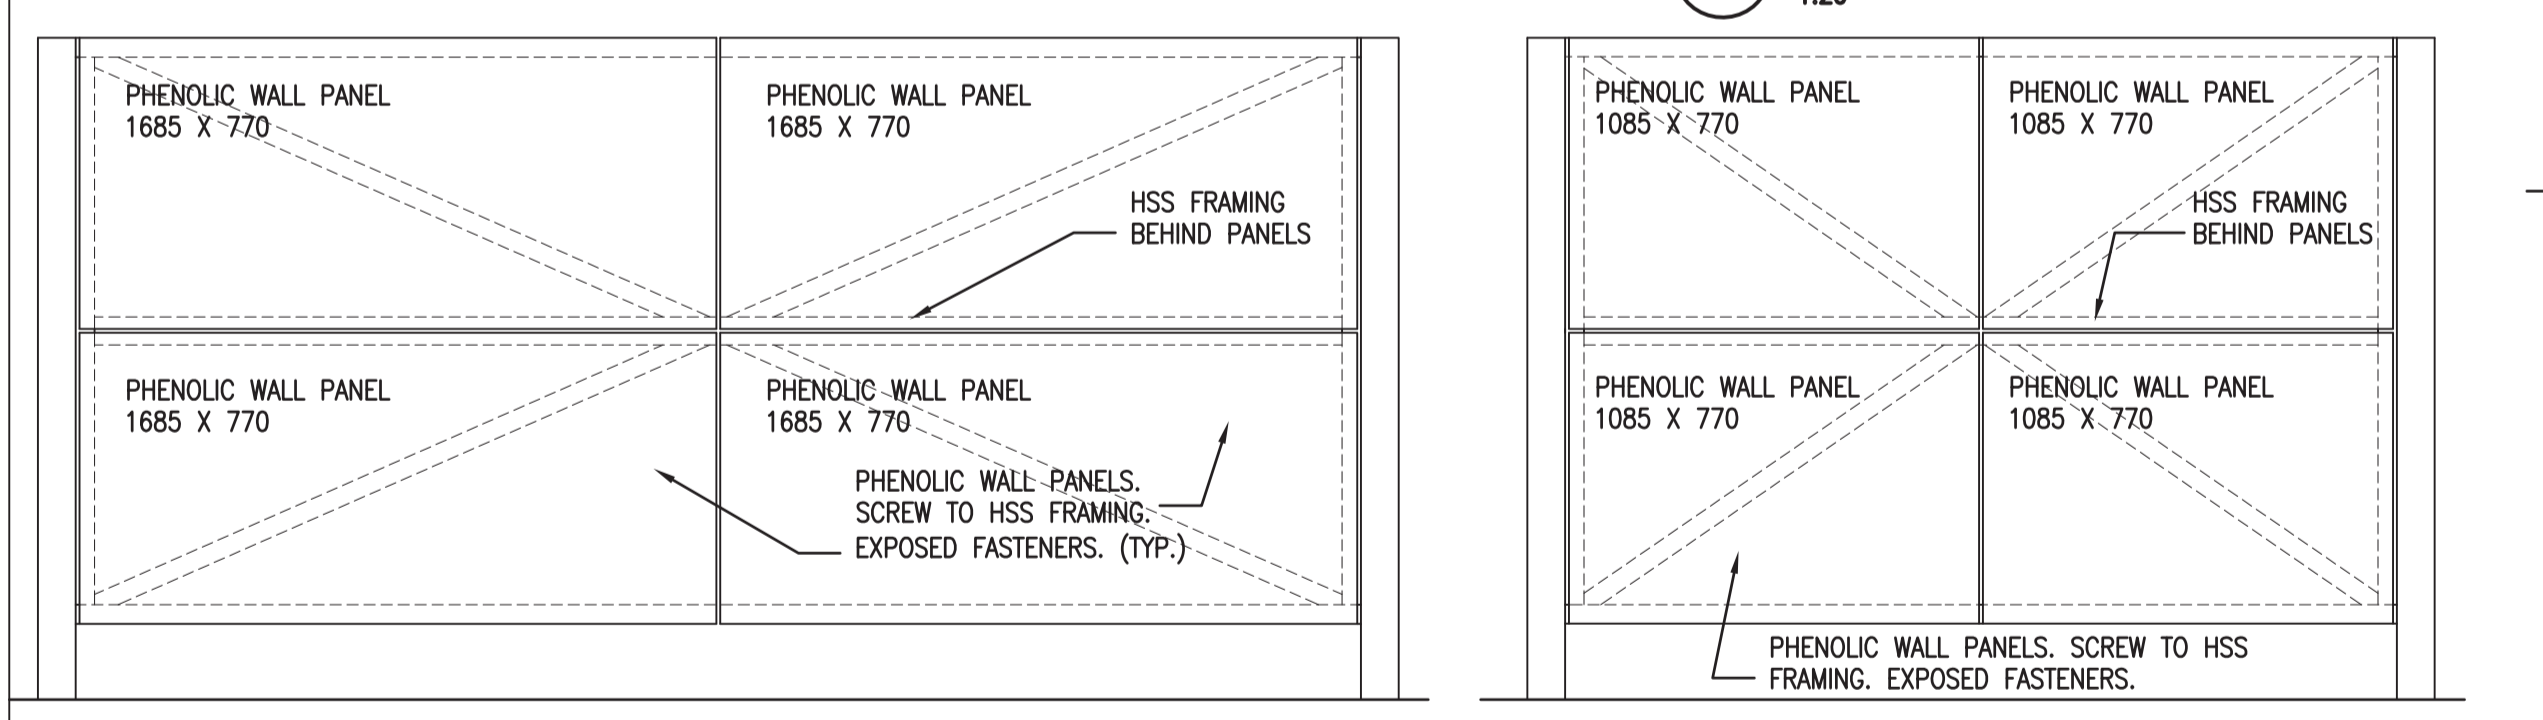 PHENOLIC WALL PANEL
1685 X 770
PHENOLIC WALL PANEL
1685 X 770
HSS FRAMING
BEHIND PANELS
PHENOLIC WALL PANEL
1685 X 770
PHENOLIC WALL PANEL
1685 X 770
PHENOLIC WALL PANELS.
SCREW TO HSS FRAMING.
EXPOSED FASTENERS. (TYP.)
PHENOLIC WALL PANEL
1085 X 770
PHENOLIC WALL PANEL
1085 X 770
HSS FRAMING
BEHIND PANELS
PHENOLIC WALL PANEL
1085 X 770
PHENOLIC WALL PANEL
1085 X 770
PHENOLIC WALL PANELS. SCREW TO HSS
FRAMING. EXPOSED FASTENERS.